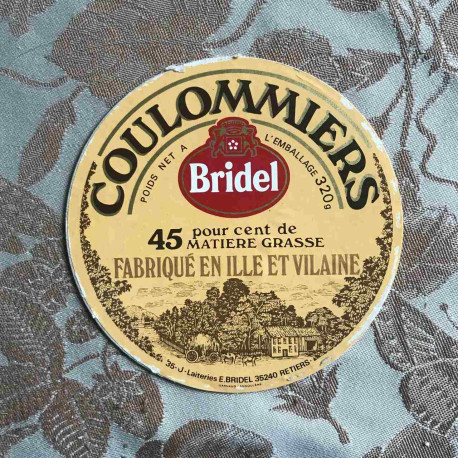 COULOMMIERS
POIDS NET A L'EMBALLAGE 320g
Bridel
45 pour cent de
MATIERE GRASSE
FABRIQUÉ EN ILLE ET VILAINE
35-J-Laiteries E.BRIDEL 35240 RETIERS